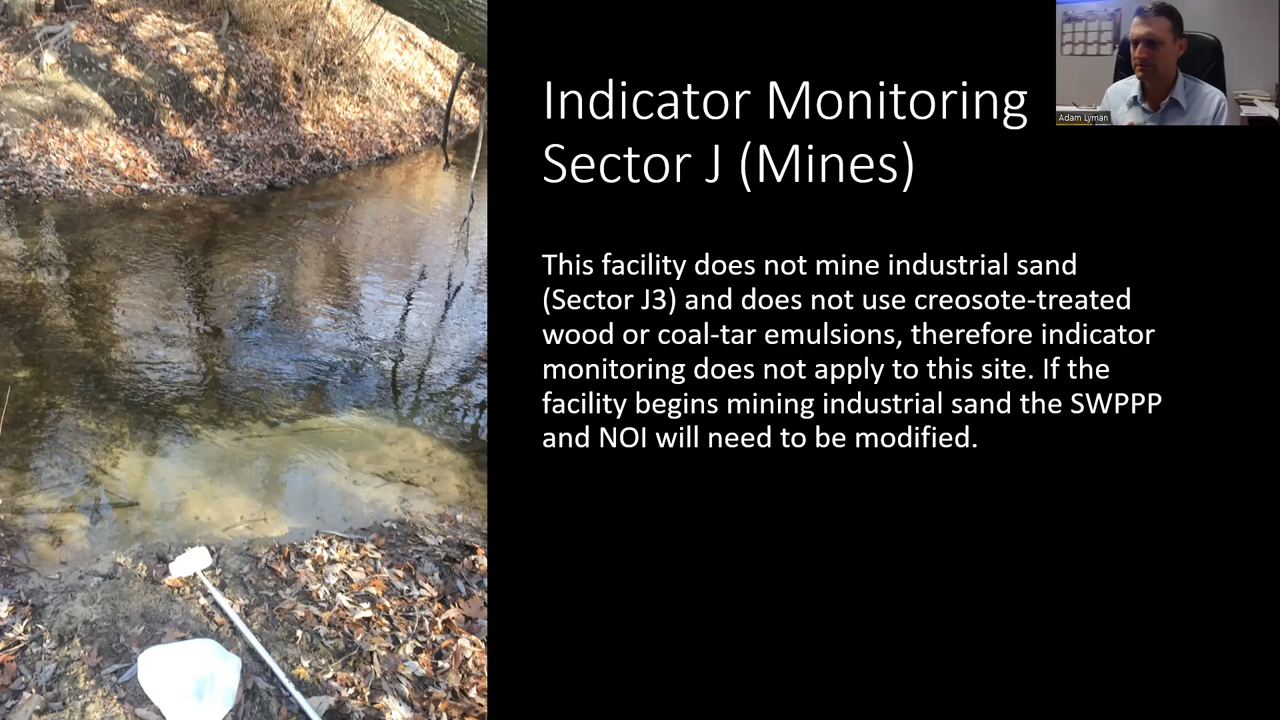 Indicator Monitoring
Sector J (Mines)
This facility does not mine industrial sand
(Sector J3) and does not use creosote-treated
wood or coal-tar emulsions, therefore indicator
monitoring does not apply to this site. If the
facility begins mining industrial sand the SWPPP
and NOI will need to be modified.
Adam Lyman